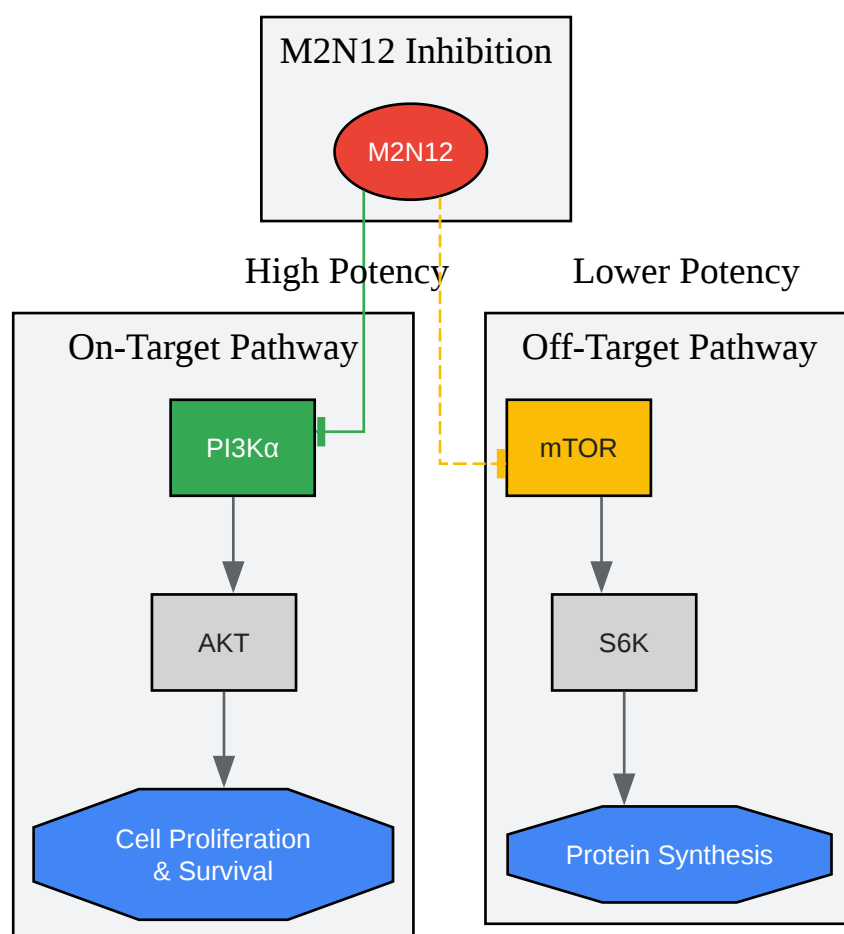 M2N12 Inhibition
M2N12
High Potency
Lower Potency
On-Target Pathway
Off-Target Pathway
PI3Kα
mTOR
AKT
S6K
Cell Proliferation
& Survival
Protein Synthesis